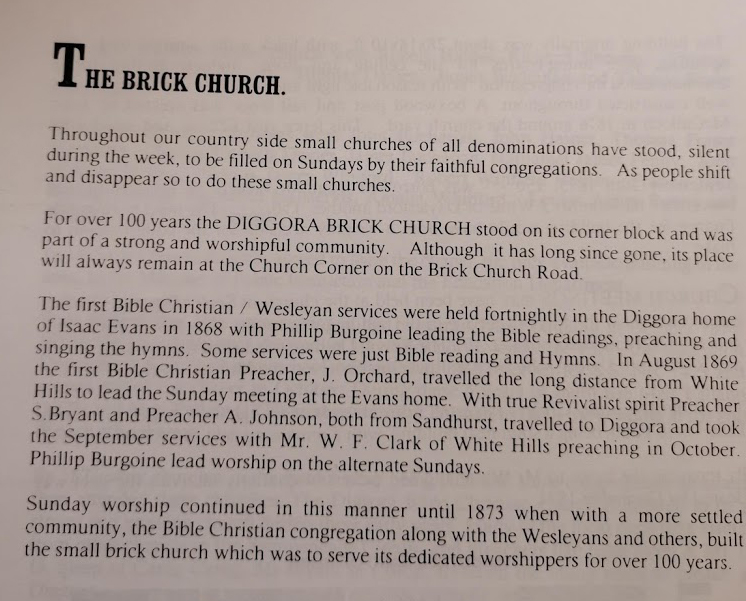 THE BRICK CHURCH.
Throughout our country side small churches of all denominations have stood, silent
during the week, to be filled on Sundays by their faithful congregations. As people shift
and disappear so to do these small churches.
For over 100 years the DIGGORA BRICK CHURCH stood on its corner block and was
part of a strong and worshipful community. Although it has long since gone, its place
will always remain at the Church Corner on the Brick Church Road.
The first Bible Christian / Wesleyan services were held fortnightly in the Diggora home
of Isaac Evans in 1868 with Phillip Burgoine leading the Bible readings, preaching and
singing the hymns. Some services were just Bible reading and Hymns. In August 1869
the first Bible Christian Preacher, J. Orchard, travelled the long distance from White
Hills to lead the Sunday meeting at the Evans home. With true Revivalist spirit Preacher
S.Bryant and Preacher A. Johnson, both from Sandhurst, travelled to Diggora and took
the September services with Mr. W. F. Clark of White Hills preaching in October.
Phillip Burgoine lead worship on the alternate Sundays.
Sunday worship continued in this manner until 1873 when with a more settled
community, the Bible Christian congregation along with the Wesleyans and others, built
the small brick church which was to serve its dedicated worshippers for over 100 years.